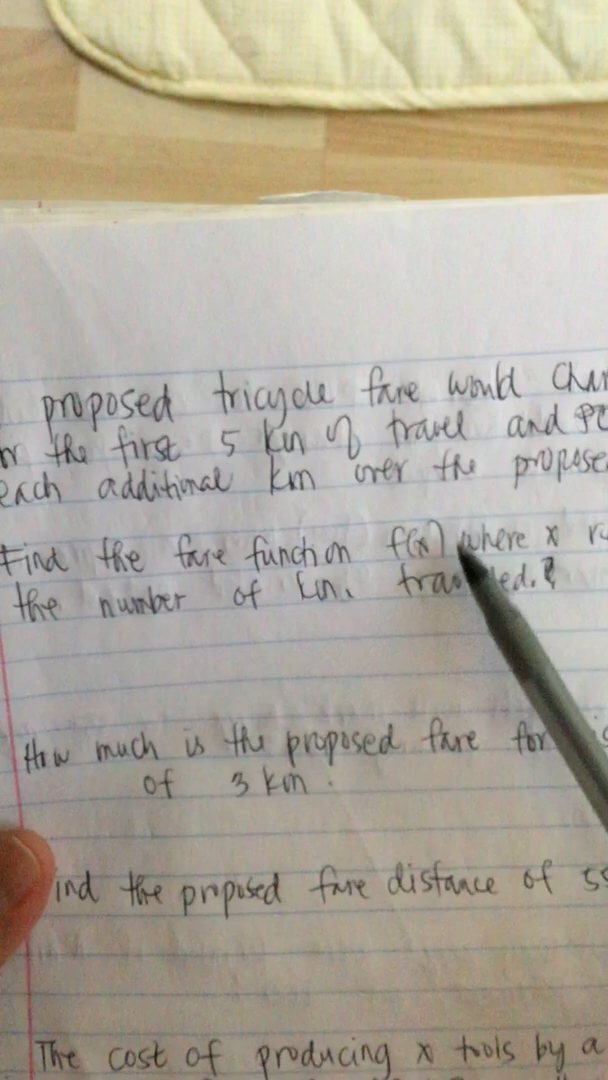 proposed tricycle fare would
the first 5 km of travel and
each additional km over the
Find the fare function f(x) where x
the number of km.
How much is the proposed fare for
of 3 km.
the proposed fare distance of
The cost of producing x tools by a